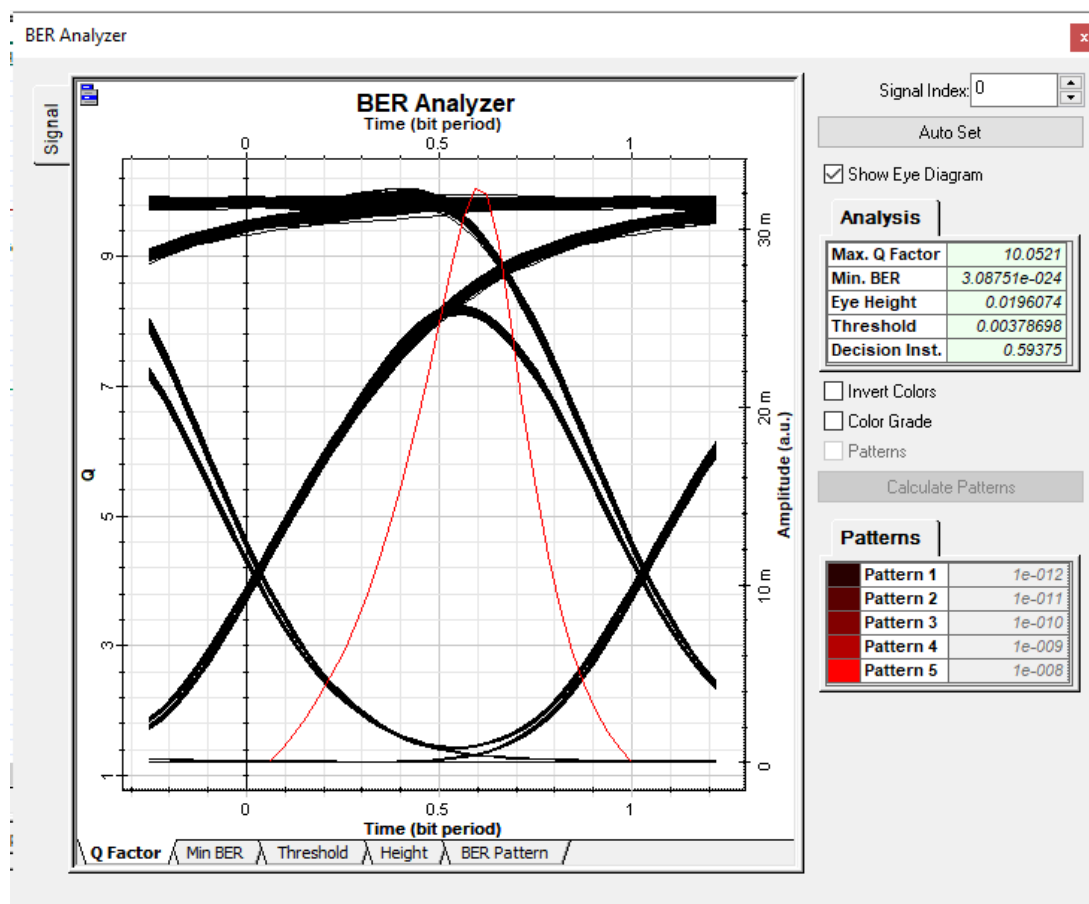 BER Analyzer
x
Signal
BER Analyzer
Time (bit period)
0 0.5 1
Q
9
7
5
3
1
Amplitude (a.u.)
30 m
20 m
10 m
0
0 0.5 1
Time (bit period)
Q Factor Min BER Threshold Height BER Pattern
Signal Index: 0
Auto Set
Show Eye Diagram
Analysis
Max. Q Factor 10.0521
Min. BER 3.08751e-024
Eye Height 0.0196074
Threshold 0.00378698
Decision Inst. 0.59375
Invert Colors
Color Grade
Patterns
Calculate Patterns
Patterns
Pattern 1 1e-012
Pattern 2 1e-011
Pattern 3 1e-010
Pattern 4 1e-009
Pattern 5 1e-008